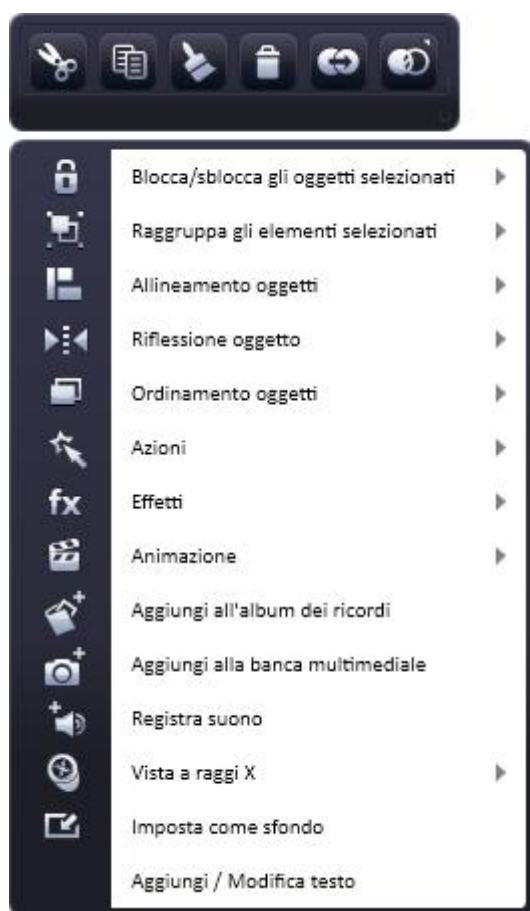 Blocca/sblocca gli oggetti selezionati
Raggruppa gli elementi selezionati
Allineamento oggetti
Riflessione oggetto
Ordinamento oggetti
Azioni
fx Effetti
Animazione
Aggiungi all'album dei ricordi
Aggiungi alla banca multimediale
Registra suono
Vista a raggi X
Imposta come sfondo
Aggiungi / Modifica testo